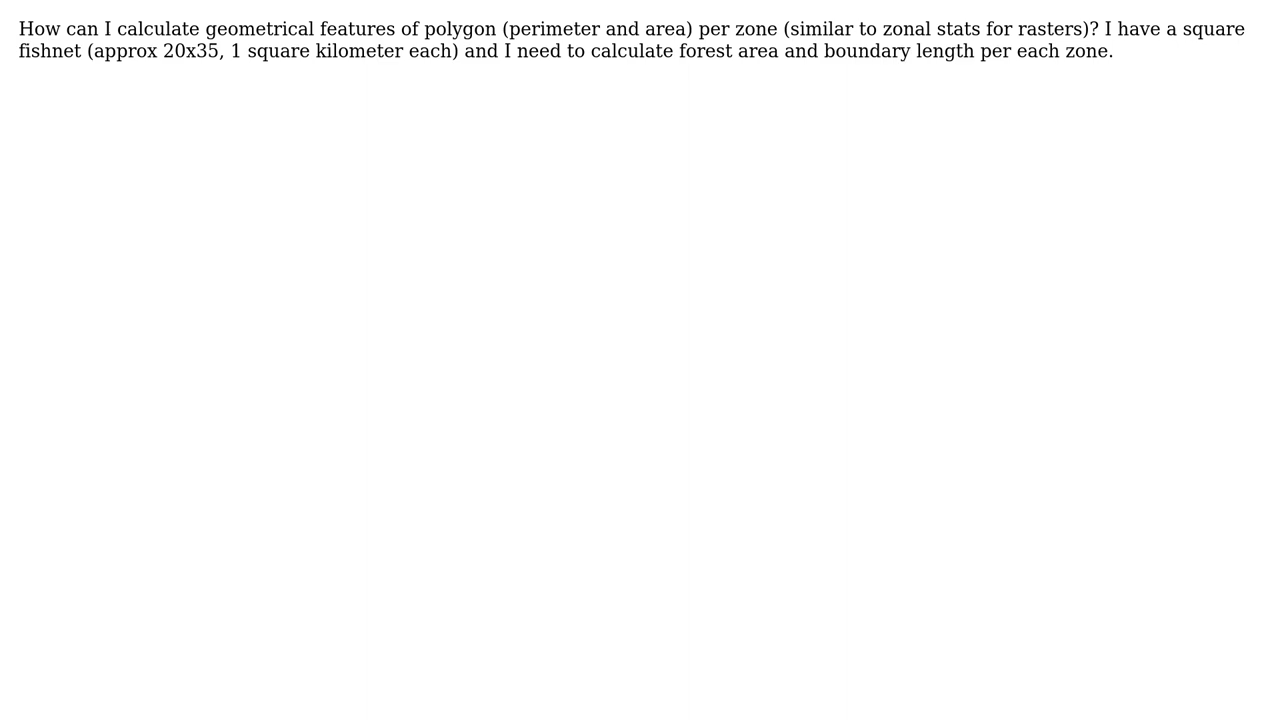 How can I calculate geometrical features of polygon (perimeter and area) per zone (similar to zonal stats for rasters)? I have a square
fishnet (approx 20x35, 1 square kilometer each) and I need to calculate forest area and boundary length per each zone.